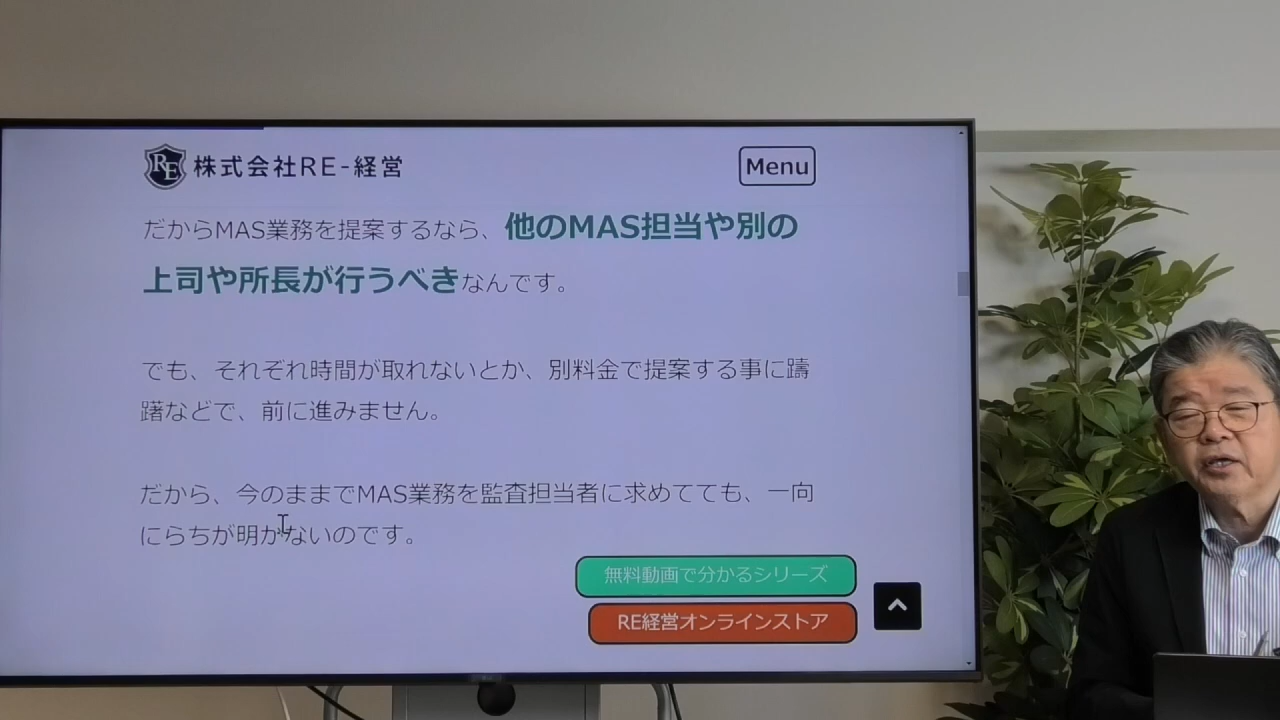 RE 株式会社RE-経営
Menu
だからMAS業務を提案するなら、他のMAS担当や別の
上司や所長が行うべきなんです。
でも、それぞれ時間が取れないとか、別料金で提案する事に躊
躇などで、前に進みません。
だから、今のままでMAS業務を監査担当者に求めてても、一向
にらちが明かないのです。
無料動画で分かるシリーズ
RE経営オンラインストア